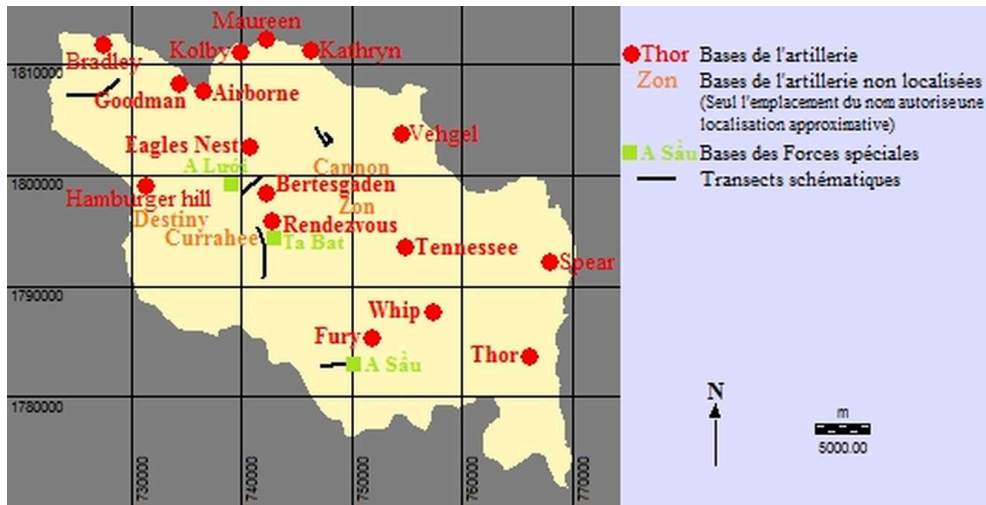 Maureen
Bradley
Kolby
Kathryn
1810000
Goodman
Airborne
Eagles Nest
Vehgel
A Lưới
Cannon
1800000
Bertesgaden
Hamburger hill
Zon
Destiny
Rendezvous
Currahee
Ta Bat
Tennessee
Spear
1790000
Whip
Fury
Thor
A Sâu
1780000
730000
740000
750000
760000
770000
Thor Bases de l'artillerie
Zon Bases de l'artillerie non localisées
(Seul l'emplacement du nom autorise une
localisation approximative)
A Sâu Bases des Forces spéciales
Transects schématiques
N
m
5000.00